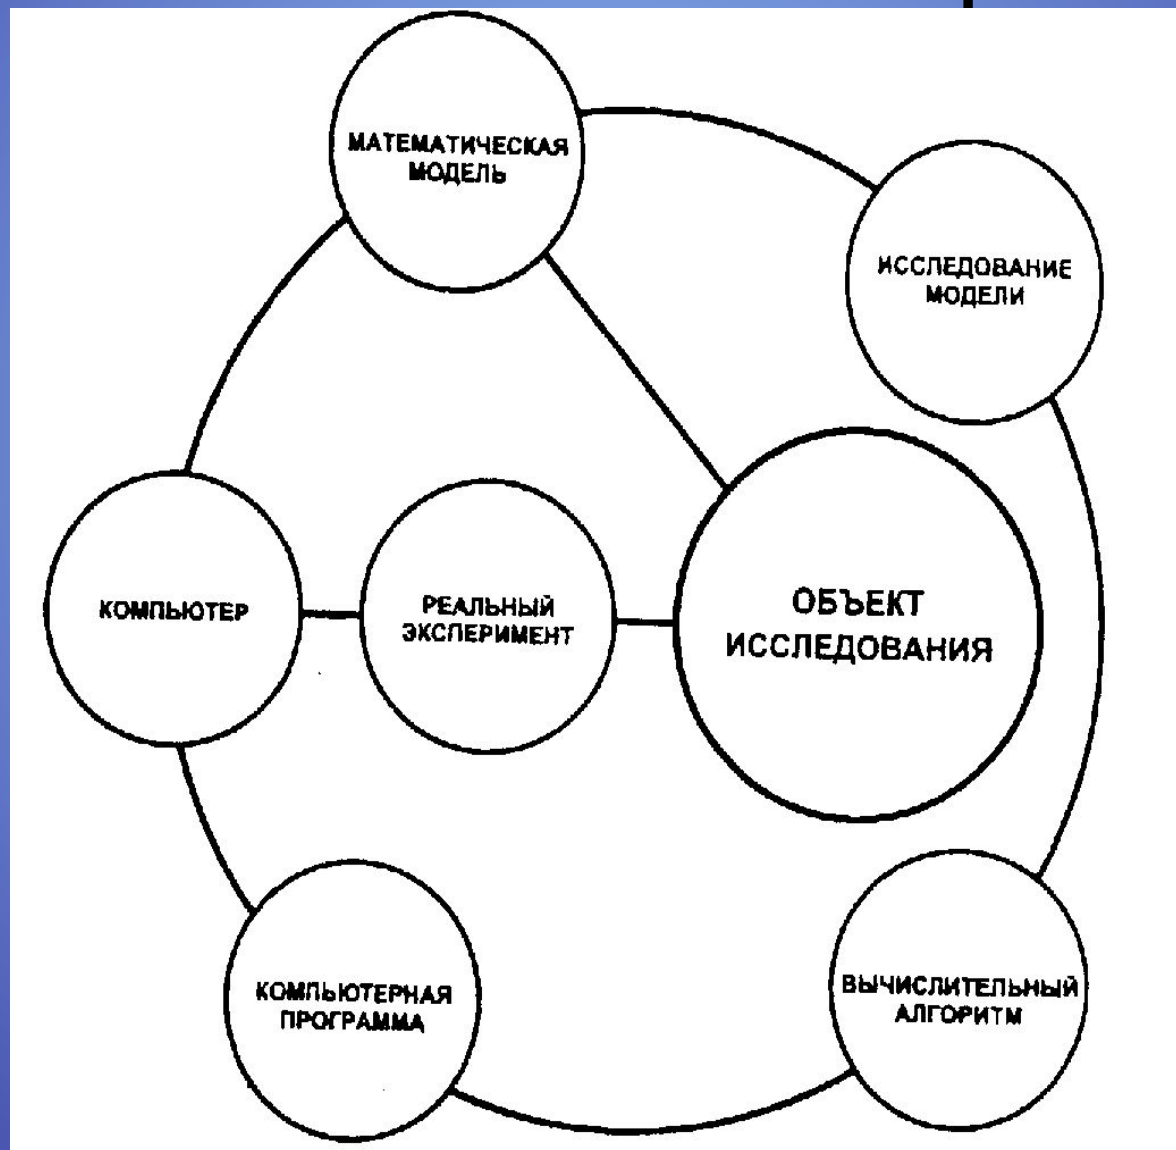 МАТЕМАТИЧЕСКАЯ
МОДЕЛЬ
ИССЛЕДОВАНИЕ
МОДЕЛИ
КОМПЬЮТЕР
РЕАЛЬНЫЙ
ЭКСПЕРИМЕНТ
ОБЪЕКТ
ИССЛЕДОВАНИЯ
КОМПЬЮТЕРНАЯ
ПРОГРАММА
ВЫЧИСЛИТЕЛЬНЫЙ
АЛГОРИТМ